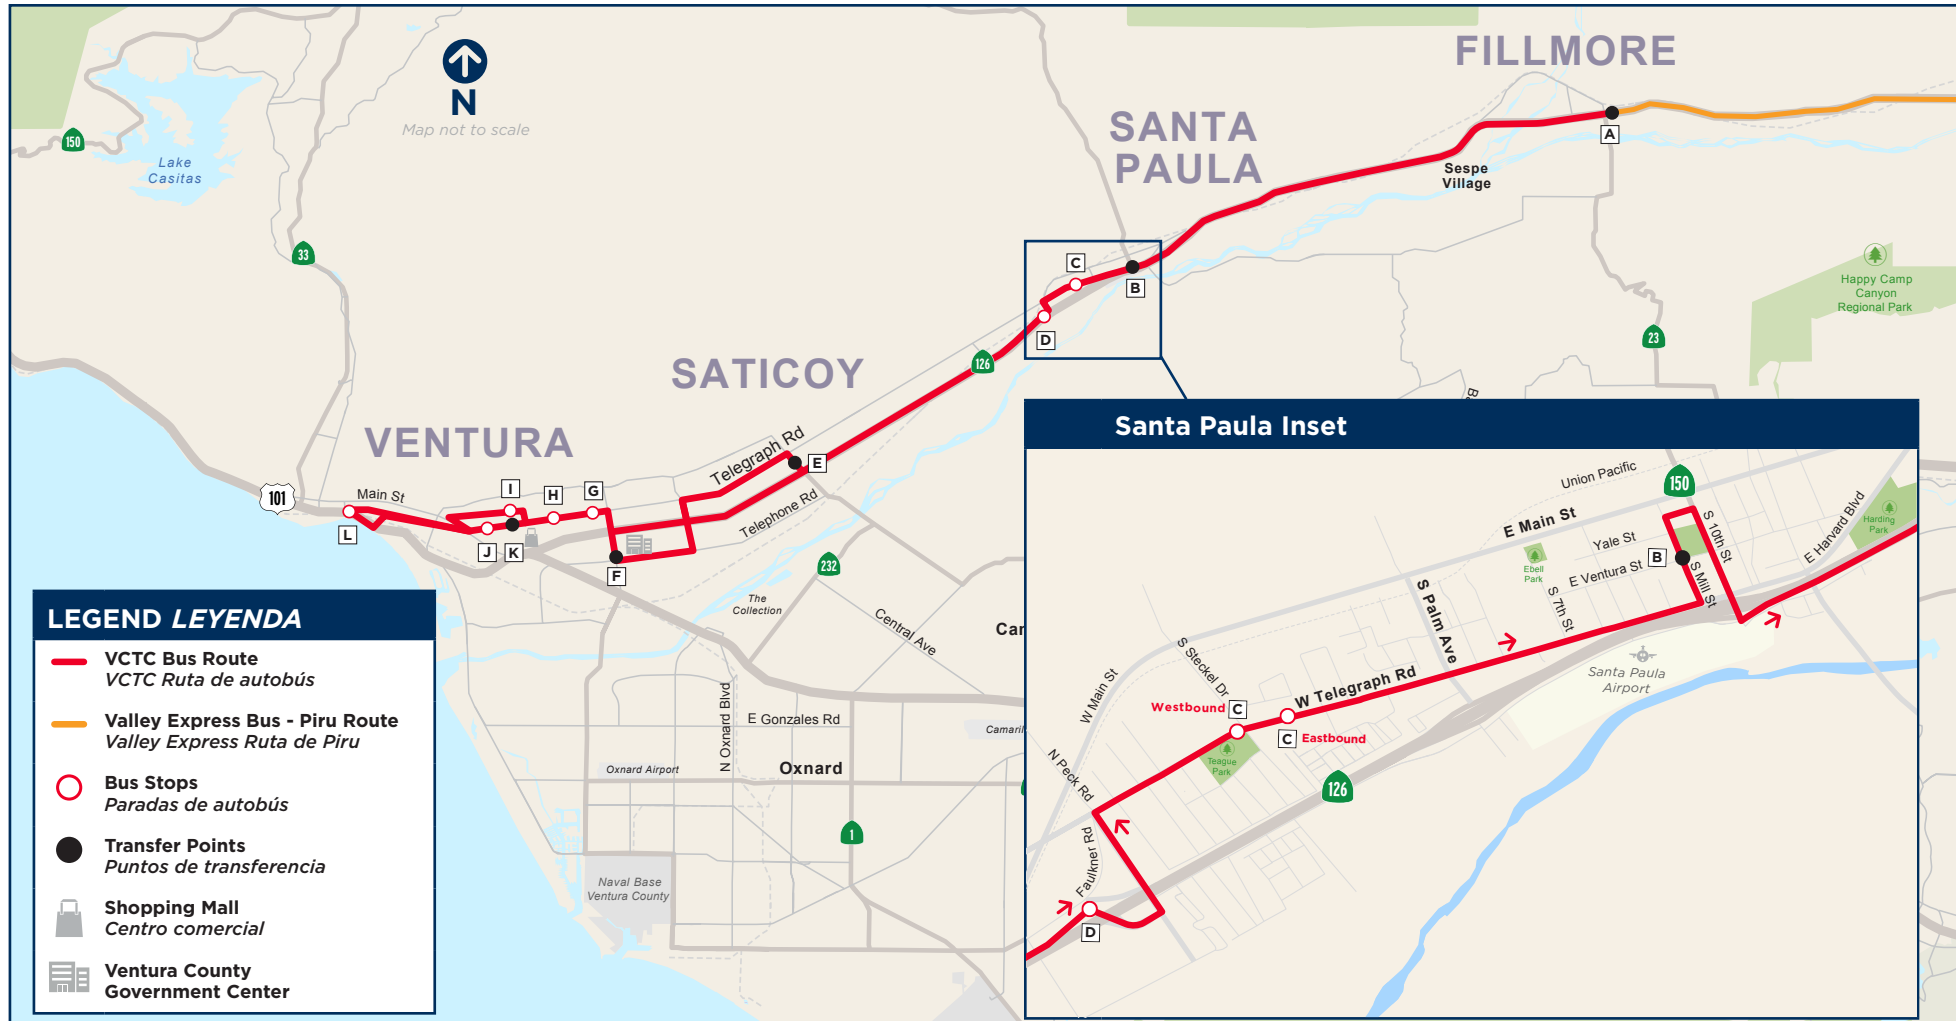 FILLMORE
N
Map not to scale
150
Lake
Casitas
SANTA
PAULA
A
Sespe
Village
33
C
B
D
Happy Camp
Canyon
Regional Park
23
126
SATICOY
VENTURA
Telegraph Rd
E
101
Main St
I
H
G
L
J
K
F
Telephone Rd
232
The
Collection
Central Ave
Car
N Oxnard Blvd
E Gonzales Rd
Camaril
Oxnard Airport
Oxnard
1
Naval Base
Ventura County
LEGEND LEYENDA
VCTC Bus Route
VCTC Ruta de autobús
Valley Express Bus - Piru Route
Valley Express Ruta de Piru
Bus Stops
Paradas de autobús
Transfer Points
Puntos de transferencia
Shopping Mall
Centro comercial
Ventura County
Government Center
Santa Paula Inset
Union Pacific
150
E Main St
S 10th St
E Harvard Blvd
Harding
Park
Yale St
B
Ebell
Park
E Ventura St
S Mill St
S 7th St
S Palm Ave
Santa Paula
Airport
S Steckel Dr
W Main St
W Telegraph Rd
Westbound
C
C
Eastbound
Teague
Park
N Peck Rd
126
Faulkner Rd
D